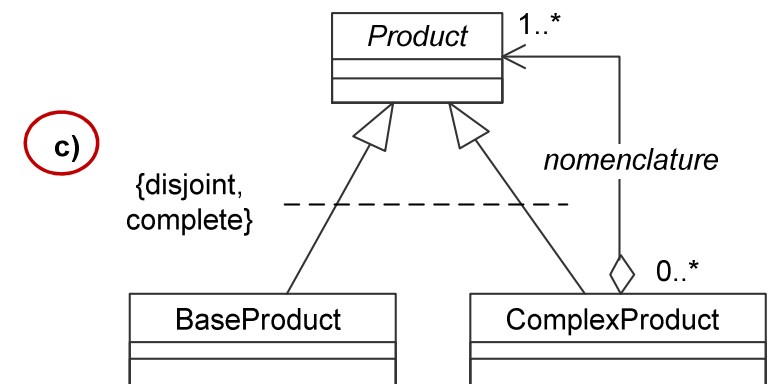 Product
1..*
c)
nomenclature
{disjoint,
complete}
0..*
BaseProduct
ComplexProduct